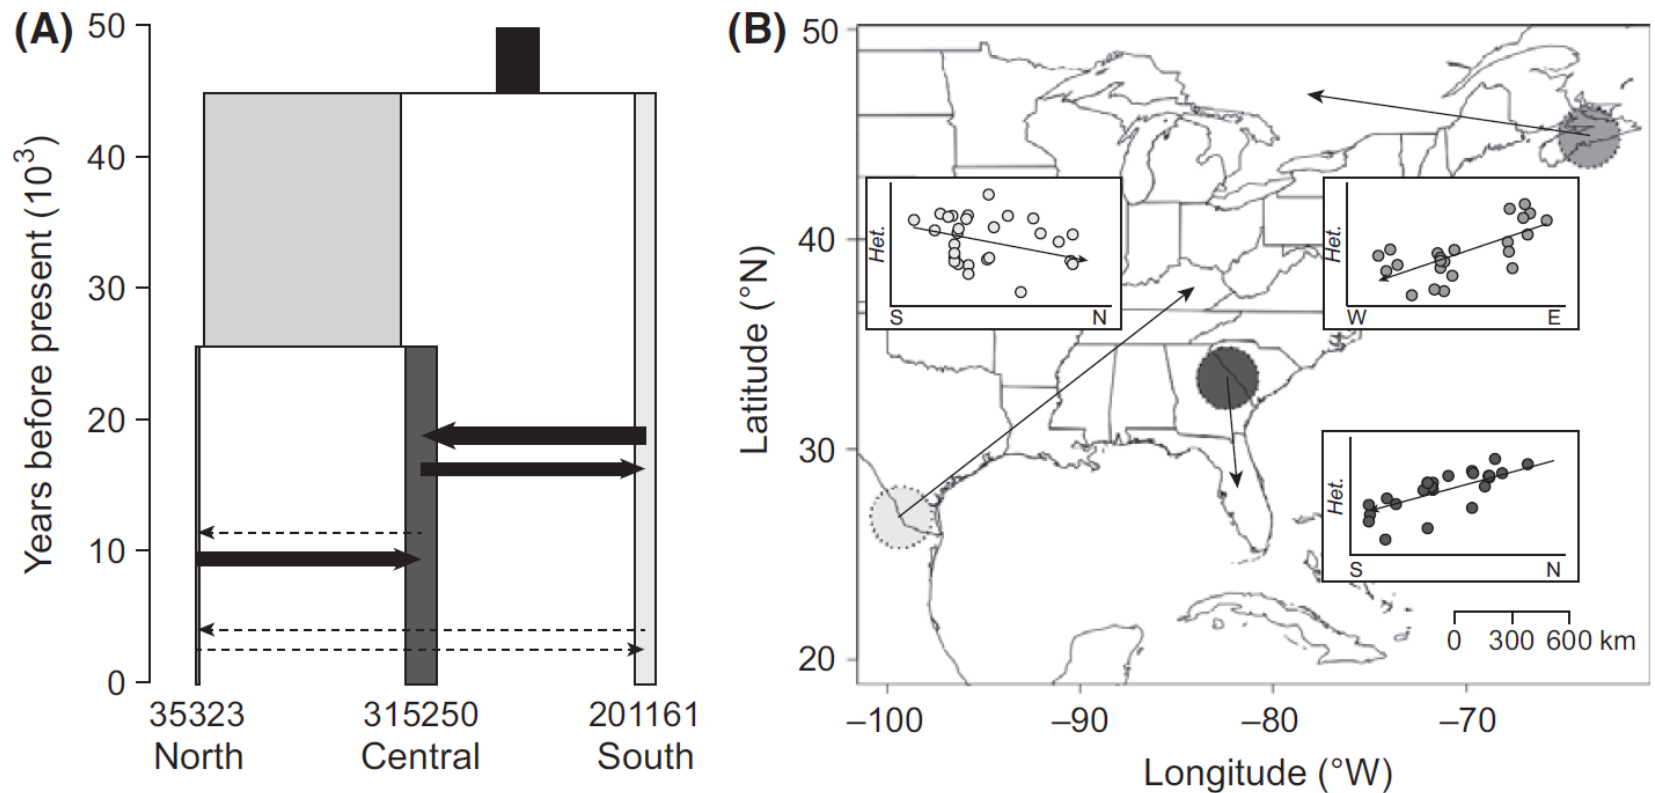 (A)
50
40
30
20
10
0
Years before present (10³)
35323 315250 201161
North Central South
(B)
50
40
30
20
Latitude (°N)
Het.
S N
Het.
W E
Het.
S N
0 300 600 km
–100 –90 –80 –70
Longitude (°W)